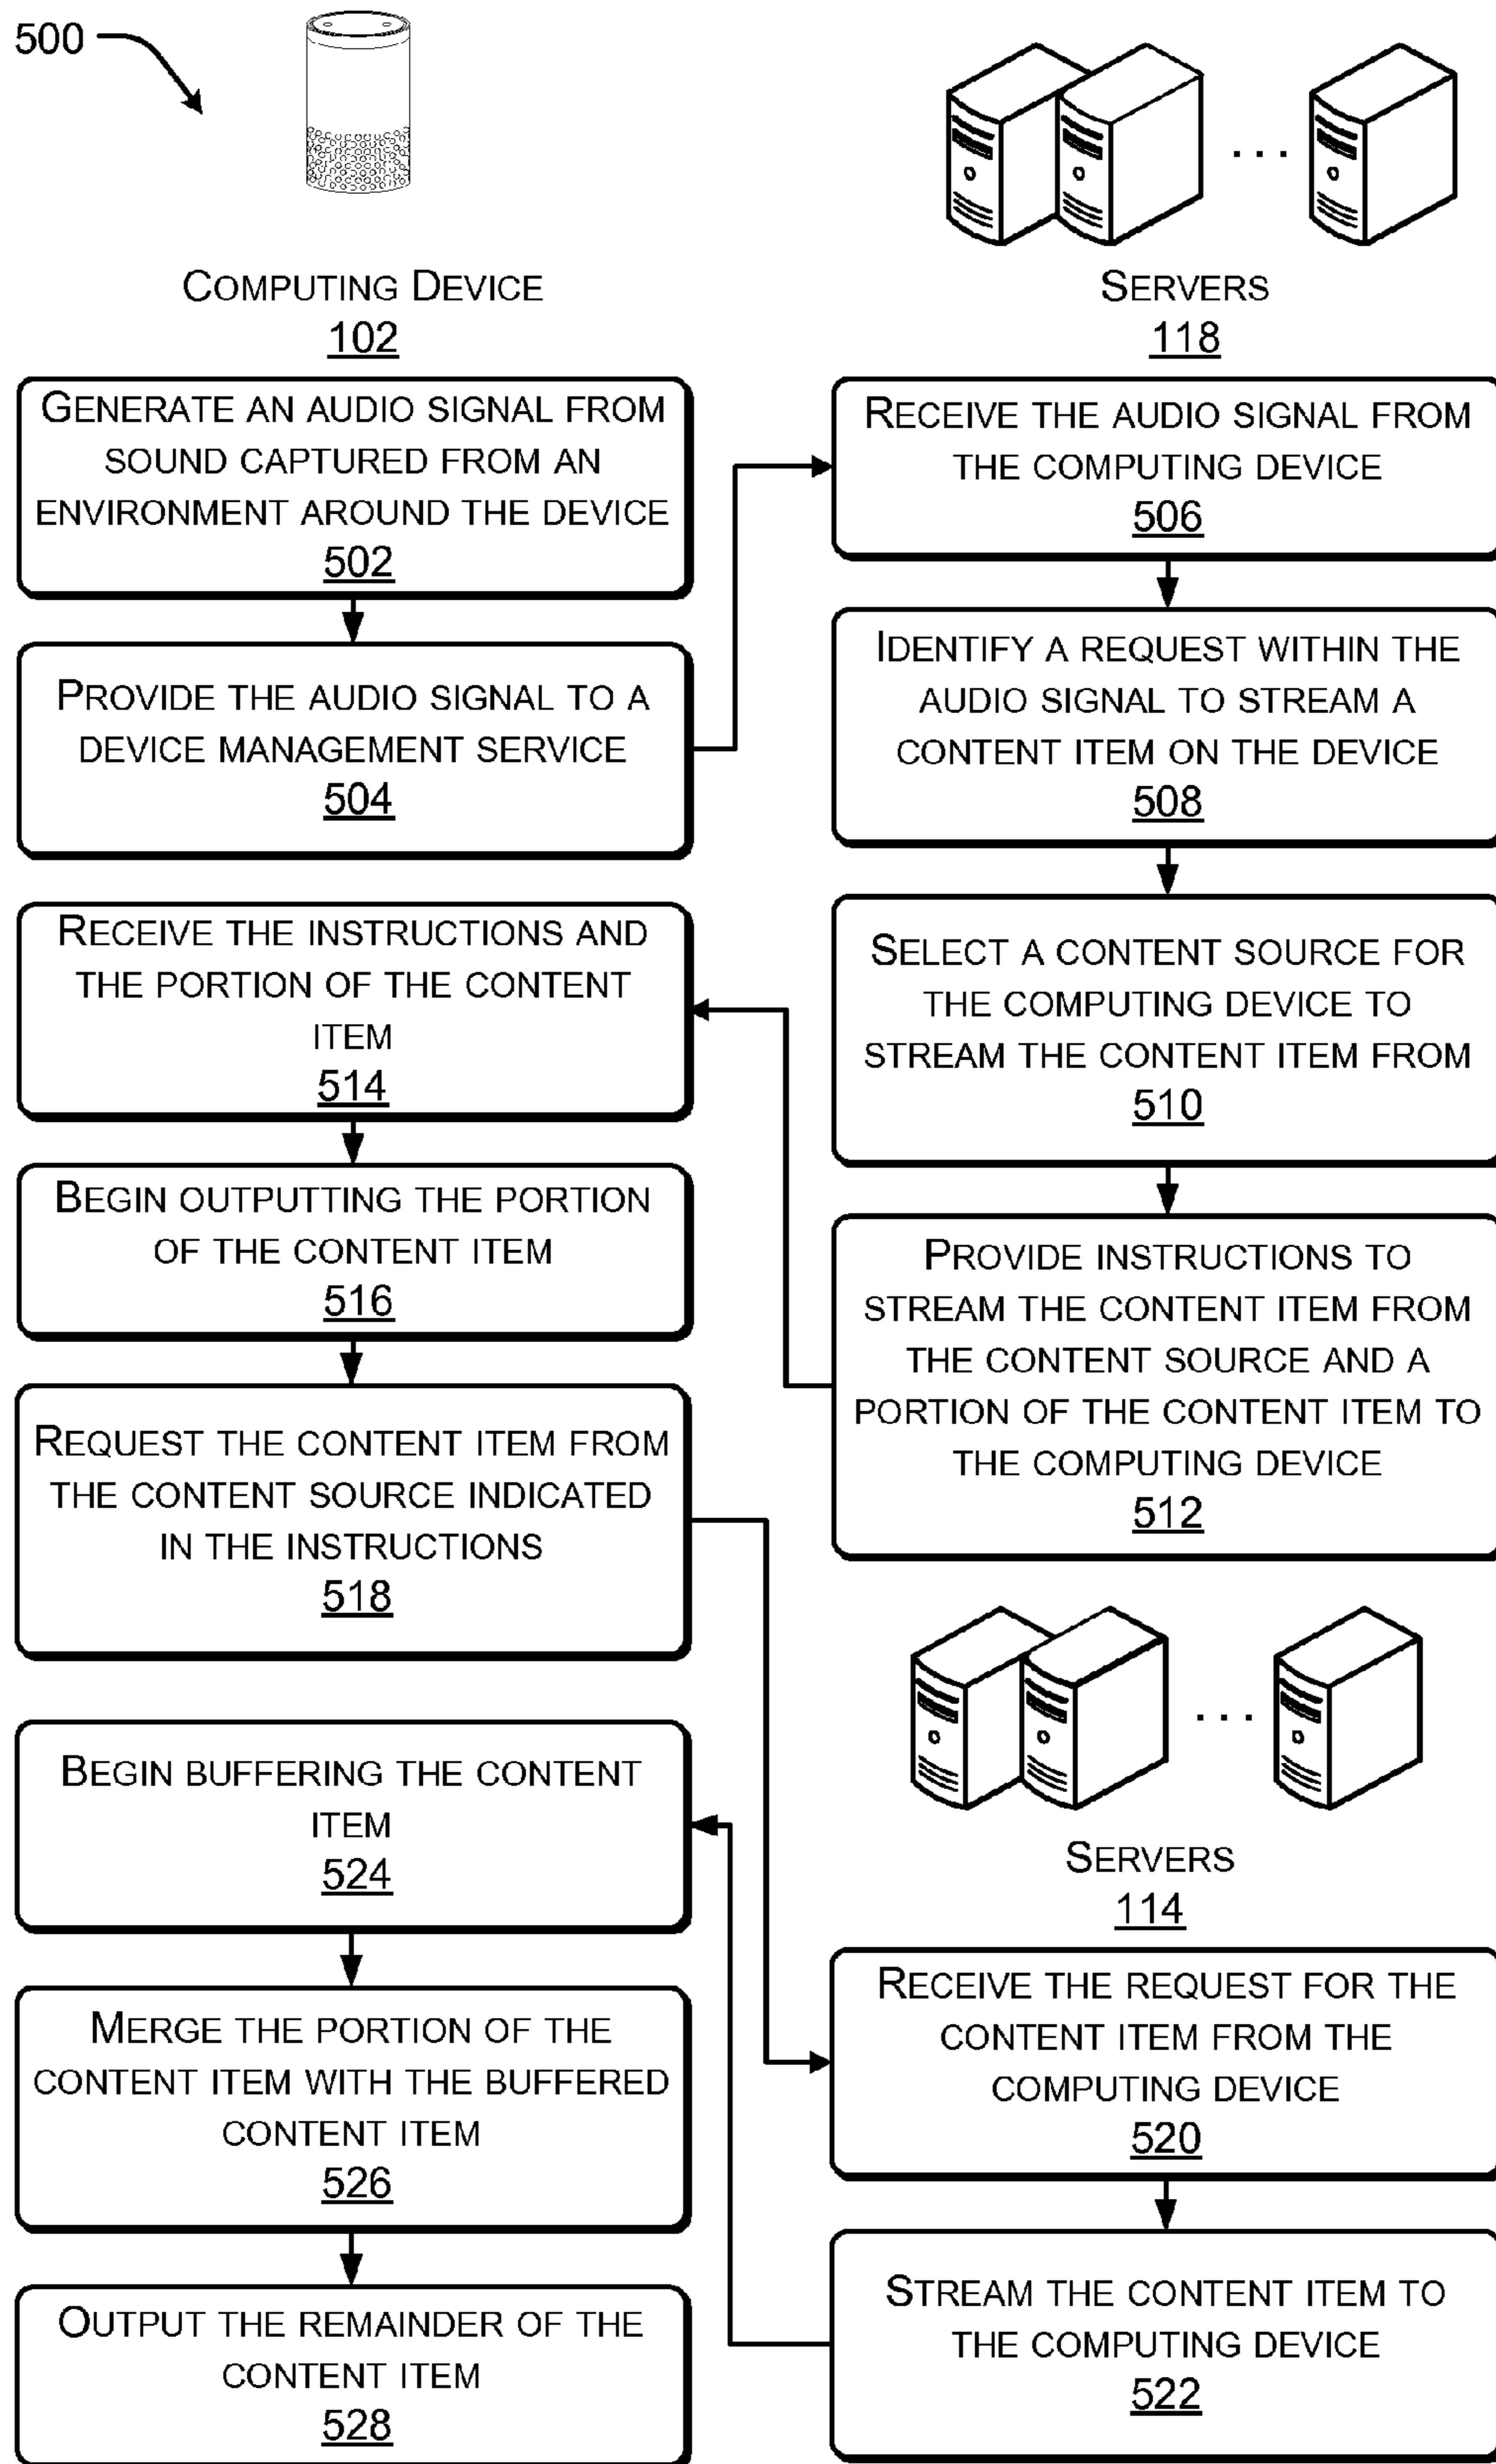 500
COMPUTING DEVICE
102
GENERATE AN AUDIO SIGNAL FROM
SOUND CAPTURED FROM AN
ENVIRONMENT AROUND THE DEVICE
502
PROVIDE THE AUDIO SIGNAL TO A
DEVICE MANAGEMENT SERVICE
504
SERVERS
118
RECEIVE THE AUDIO SIGNAL FROM
THE COMPUTING DEVICE
506
IDENTIFY A REQUEST WITHIN THE
AUDIO SIGNAL TO STREAM A
CONTENT ITEM ON THE DEVICE
508
SELECT A CONTENT SOURCE FOR
THE COMPUTING DEVICE TO
STREAM THE CONTENT ITEM FROM
510
PROVIDE INSTRUCTIONS TO
STREAM THE CONTENT ITEM FROM
THE CONTENT SOURCE AND A
PORTION OF THE CONTENT ITEM TO
THE COMPUTING DEVICE
512
RECEIVE THE INSTRUCTIONS AND
THE PORTION OF THE CONTENT
ITEM
514
BEGIN OUTPUTTING THE PORTION
OF THE CONTENT ITEM
516
REQUEST THE CONTENT ITEM FROM
THE CONTENT SOURCE INDICATED
IN THE INSTRUCTIONS
518
SERVERS
114
RECEIVE THE REQUEST FOR THE
CONTENT ITEM FROM THE
COMPUTING DEVICE
520
STREAM THE CONTENT ITEM TO
THE COMPUTING DEVICE
522
BEGIN BUFFERING THE CONTENT
ITEM
524
MERGE THE PORTION OF THE
CONTENT ITEM WITH THE BUFFERED
CONTENT ITEM
526
OUTPUT THE REMAINDER OF THE
CONTENT ITEM
528